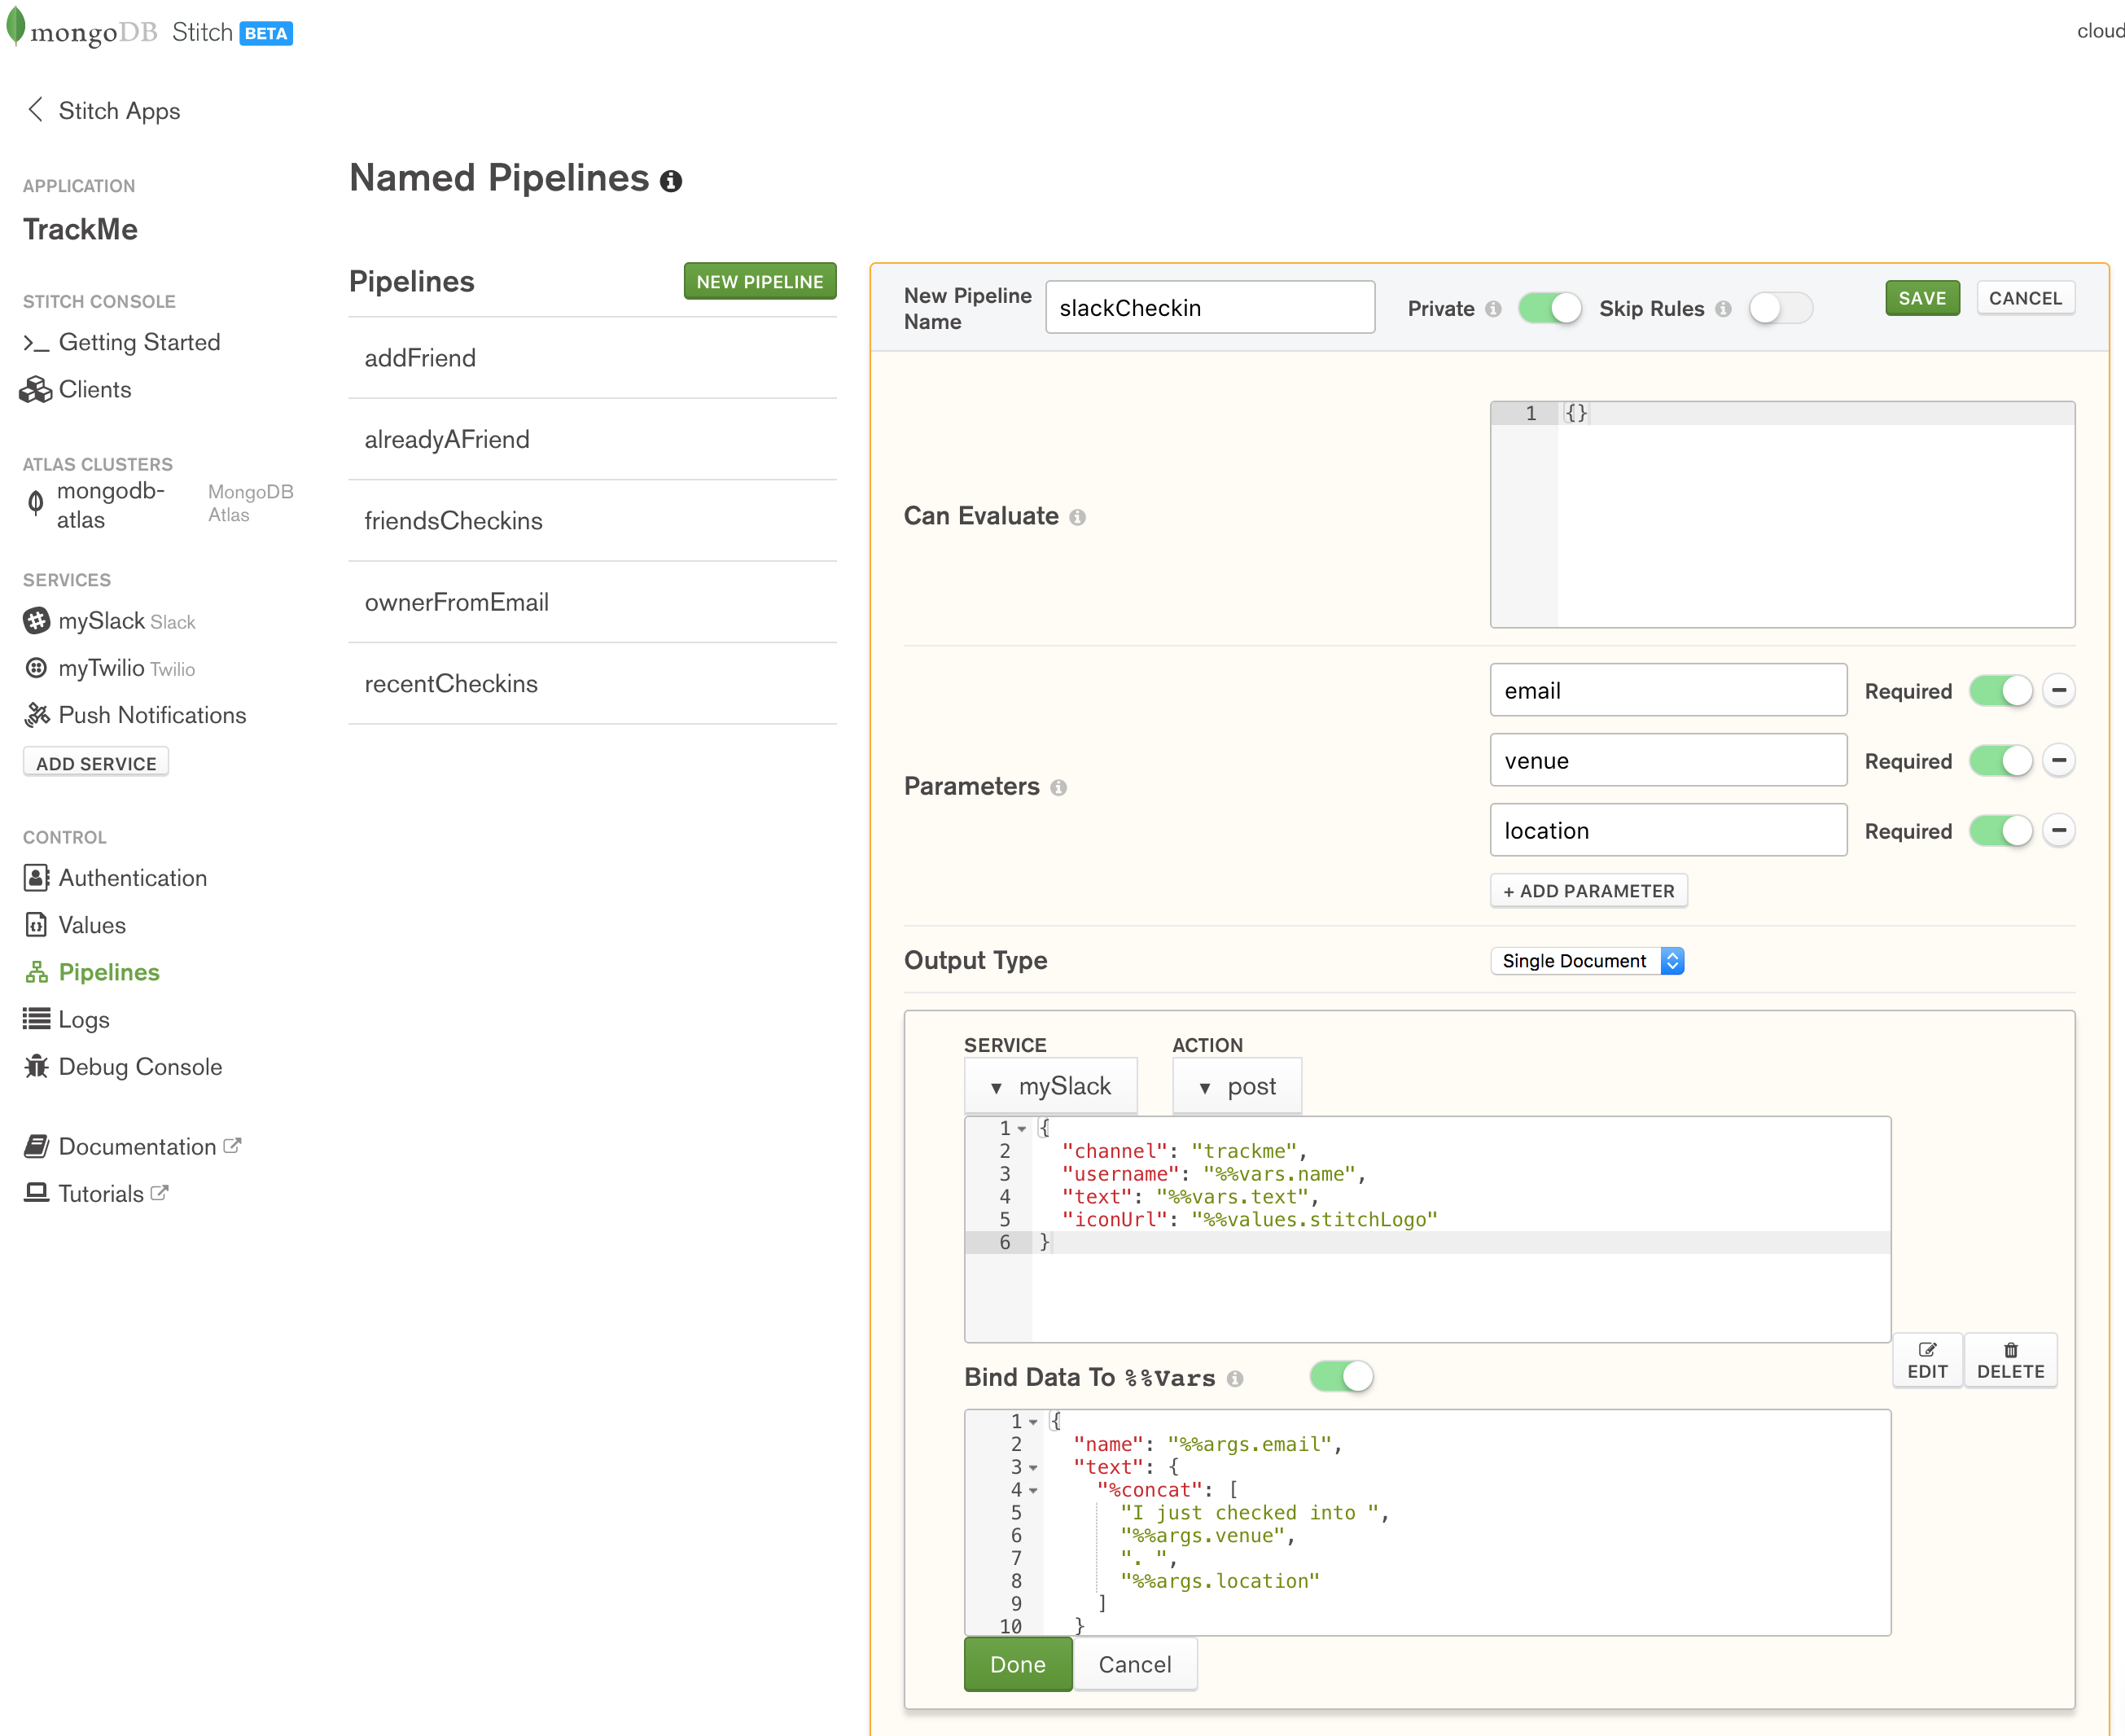 mongoDB Stitch BETA
cloud
Stitch Apps
APPLICATION
TrackMe
STITCH CONSOLE
Getting Started
Clients
ATLAS CLUSTERS
mongodb-atlas MongoDB Atlas
SERVICES
mySlack Slack
myTwilio Twilio
Push Notifications
ADD SERVICE
CONTROL
Authentication
Values
Pipelines
Logs
Debug Console
Documentation
Tutorials
Named Pipelines
Pipelines NEW PIPELINE
addFriend
alreadyAFriend
friendsCheckins
ownerFromEmail
recentCheckins
New Pipeline Name slackCheckin Private Skip Rules SAVE CANCEL
Can Evaluate
1 {}
Parameters
email Required
venue Required
location Required
+ ADD PARAMETER
Output Type Single Document
SERVICE ACTION
mySlack post
1 {
2 "channel": "trackme",
3 "username": "%%vars.name",
4 "text": "%%vars.text",
5 "iconUrl": "%%values.stitchLogo"
6 }
EDIT DELETE
Bind Data To %%Vars
1 {
2 "name": "%%args.email",
3 "text": {
4 "%concat": [
5 "I just checked into ",
6 "%%args.venue",
7 ". ",
8 "%%args.location"
9 ]
10 }
Done Cancel